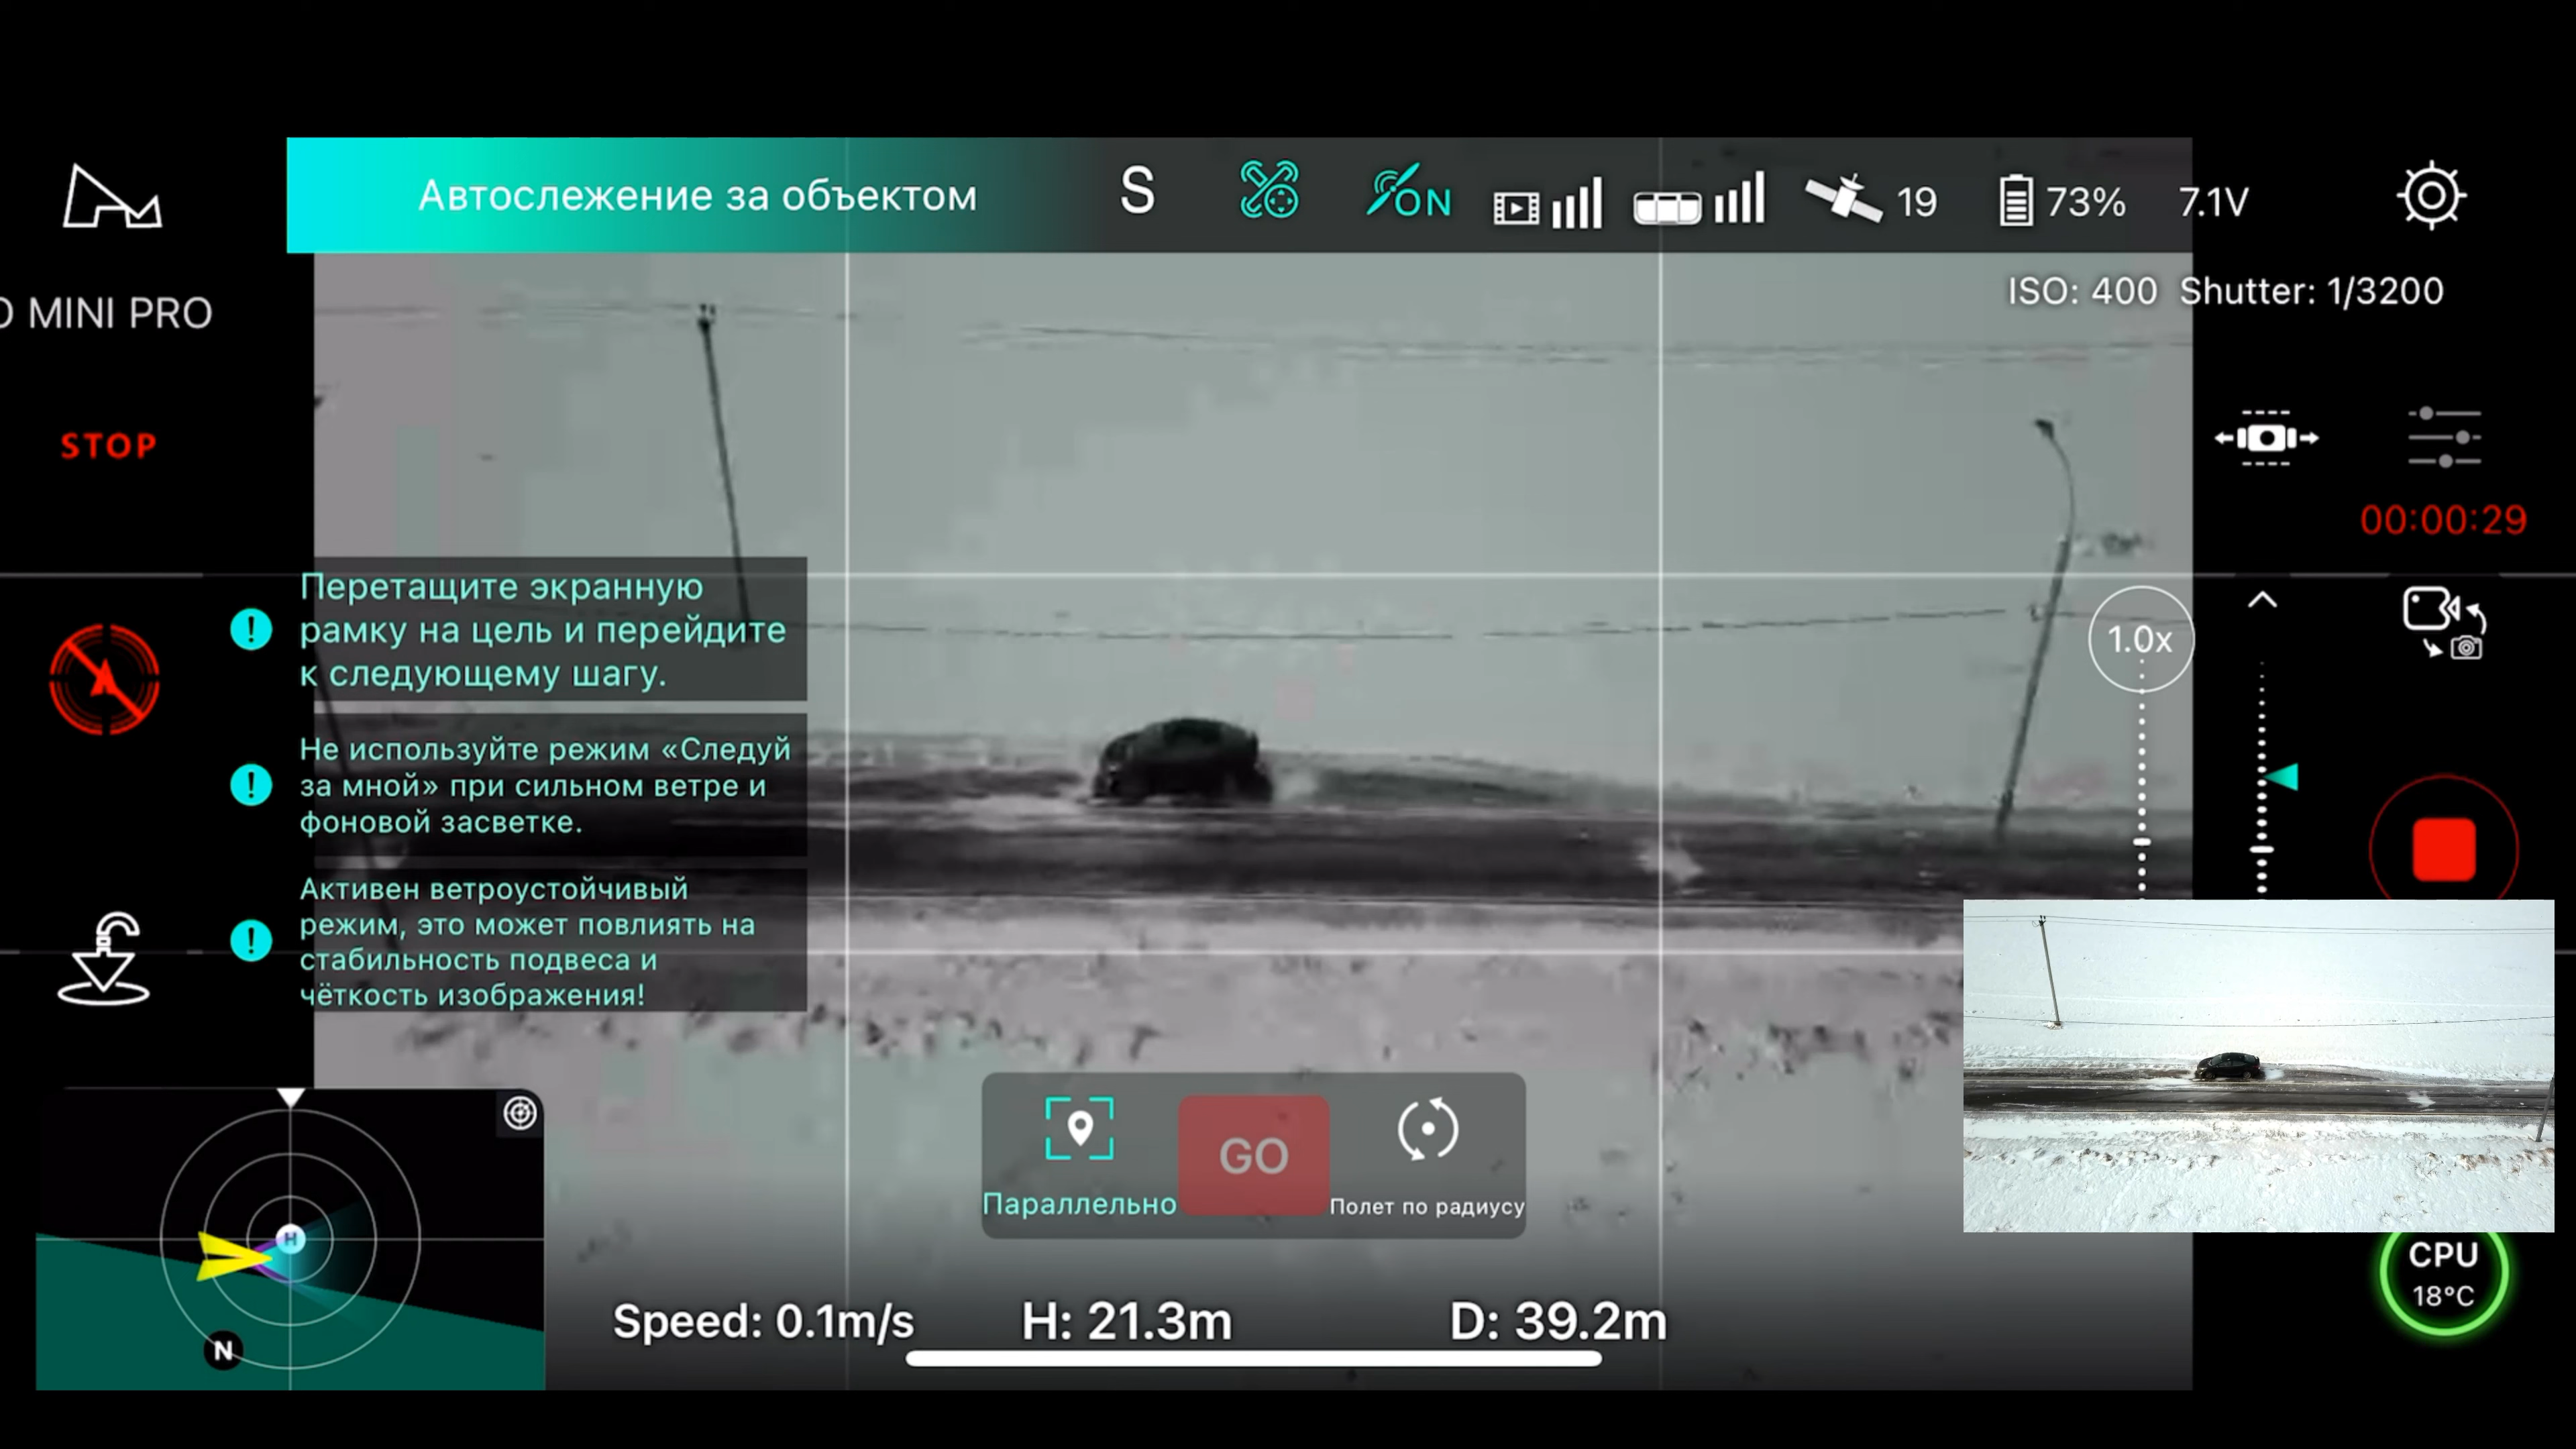 Автослежение за объектом
S
ON
19
73%
7.1V
ISO: 400 Shutter: 1/3200
MINI PRO
STOP
00:00:29
Перетащите экранную
рамку на цель и перейдите
к следующему шагу.
1.0x
Не используйте режим «Следуй
за мной» при сильном ветре и
фоновой засветке.
Активен ветроустойчивый
режим, это может повлиять на
стабильность подвеса и
чёткость изображения!
Параллельно
GO
Полет по радиусу
H
N
CPU
18°C
Speed: 0.1m/s
H: 21.3m
D: 39.2m